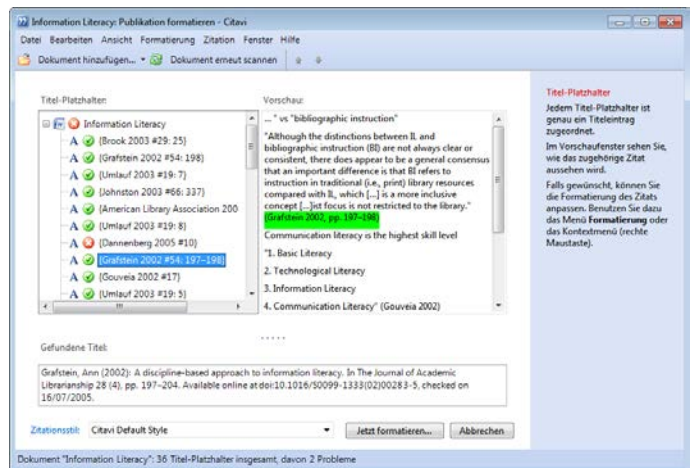 Information Literacy: Publikation formatieren - Citavi
Datei Bearbeiten Ansicht Formatierung Zitation Fenster Hilfe
Dokument hinzufügen... Dokument erneut scannen
Titel-Platzhalter:
Information Literacy
A {Brook 2003 #29: 25}
A {Grafstein 2002 #54: 198}
A {Umlauf 2003 #19: 7}
A {Johnston 2003 #66: 337}
A {American Library Association 200
A {Umlauf 2003 #19: 8}
A {Dannenberg 2005 #10}
A {Grafstein 2002 #54: 197–198}
A {Gouveia 2002 #17}
A {Umlauf 2003 #19: 5}
Vorschau:
... " vs "bibliographic instruction"
"Although the distinctions between IL and
bibliographic instruction (BI) are not always clear or
consistent, there does appear to be a general consensus
that an important difference is that BI refers to
instruction in traditional (i.e., print) library resources
compared with IL, which [...] is a more inclusive
concept [...]ist focus is not restricted to the library."
(Grafstein 2002, pp. 197–198)
Communication literacy is the highest skill level
"1. Basic Literacy
2. Technological Literacy
3. Information Literacy
4. Communication Literacy" (Gouveia 2002)
Titel-Platzhalter
Jedem Titel-Platzhalter ist
genau ein Titeleintrag
zugeordnet.
Im Vorschaufenster sehen Sie,
wie das zugehörige Zitat
aussehen wird.
Falls gewünscht, können Sie
die Formatierung des Zitats
anpassen. Benutzen Sie dazu
das Menü Formatierung oder
das Kontextmenü (rechte
Maustaste).
Gefundene Titel:
Grafstein, Ann (2002): A discipline-based approach to information literacy. In The Journal of Academic
Librarianship 28 (4), pp. 197–204. Available online at doi:10.1016/S0099-1333(02)00283-5, checked on
16/07/2005.
Zitationsstil: Citavi Default Style
Jetzt formatieren... Abbrechen
Dokument "Information Literacy": 36 Titel-Platzhalter insgesamt, davon 2 Probleme